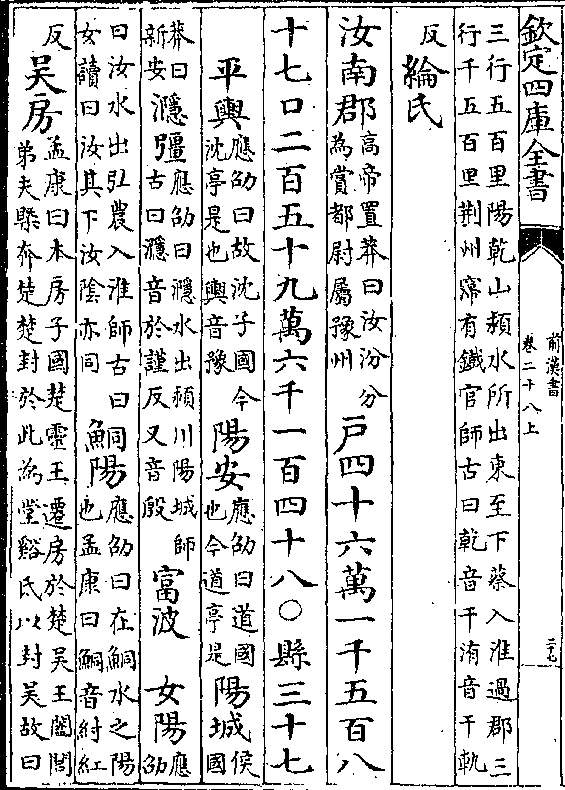 欽定四庫全書
前漢書
卷二十八上
二十七
三行五百里陽乾山潁水所出東至下蔡入淮過郡三
行千五百里荆州寖有鐵官師古曰乾音干洧音于軌
反綸氏
汝南郡高帝置莽曰汝汾分為賞都尉屬豫州戶四十六萬一千五百八
十七口二百五十九萬六千一百四十八○縣三十七
平輿應劭曰故沈子國今沈亭是也輿音豫陽安應劭曰道國也今道亭是陽城侯國
莽曰新安濦彊應劭曰濦水出潁川陽城師古曰濦音於謹反又音殷富波 女陽應劭
曰汝水出弘農入淮師古曰女讀曰汝其下汝陰亦同鮦陽應劭曰在鮦水之陽也孟康曰鮦音紂紅
反吴房孟康曰本房子國楚靈王遷房於楚吴王闔閭弟夫槩奔楚楚封於此為堂谿氏以封吴故曰